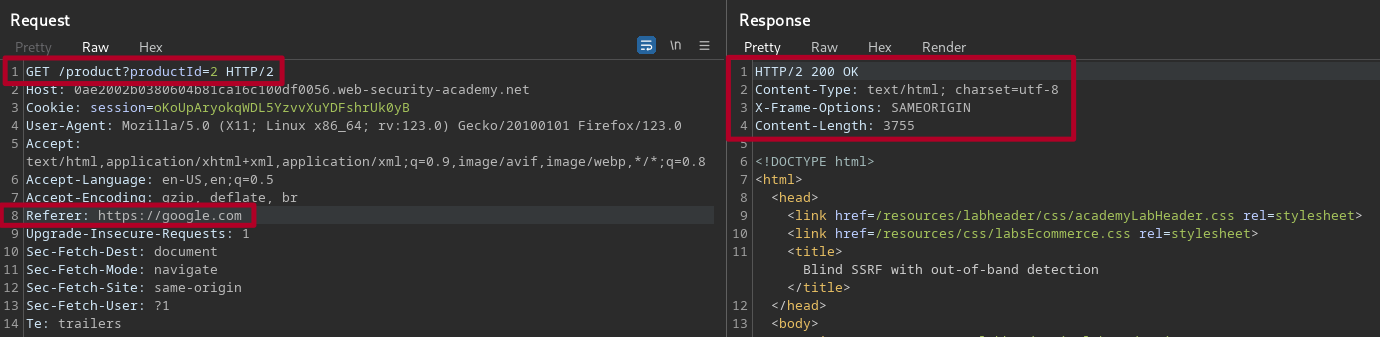 Request
Pretty Raw Hex
\n
1 GET /product?productId=2 HTTP/2
2 Host: 0ae2002b0380604b81ca16c100df0056.web-security-academy.net
3 Cookie: session=oKoUpAryokqWDL5YzvvXuYDFshrUk0yB
4 User-Agent: Mozilla/5.0 (X11; Linux x86_64; rv:123.0) Gecko/20100101 Firefox/123.0
5 Accept:
text/html,application/xhtml+xml,application/xml;q=0.9,image/avif,image/webp,*/*;q=0.8
6 Accept-Language: en-US,en;q=0.5
7 Accept-Encoding: gzip, deflate, br
8 Referer: https://google.com
9 Upgrade-Insecure-Requests: 1
10 Sec-Fetch-Dest: document
11 Sec-Fetch-Mode: navigate
12 Sec-Fetch-Site: same-origin
13 Sec-Fetch-User: ?1
14 Te: trailers
Response
Pretty Raw Hex Render
1 HTTP/2 200 OK
2 Content-Type: text/html; charset=utf-8
3 X-Frame-Options: SAMEORIGIN
4 Content-Length: 3755
5
6 <!DOCTYPE html>
7 <html>
8 <head>
9 <link href=/resources/labheader/css/academyLabHeader.css rel=stylesheet>
10 <link href=/resources/css/labsEcommerce.css rel=stylesheet>
11 <title>
Blind SSRF with out-of-band detection
</title>
12 </head>
13 <body>